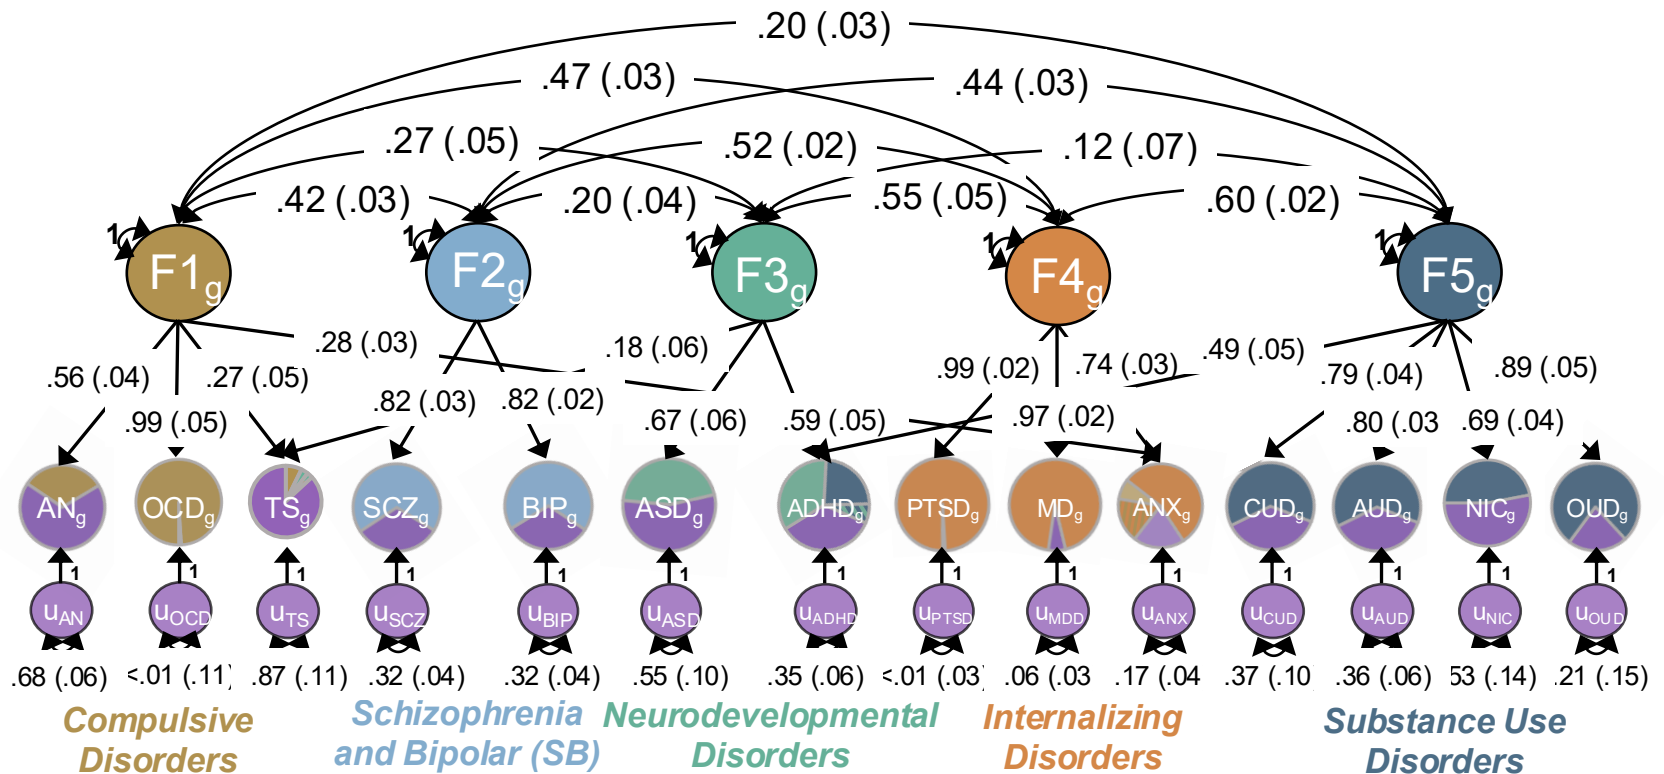 .20 (.03)
.47 (.03) .44 (.03)
.27 (.05) .52 (.02) .12 (.07)
.42 (.03) .20 (.04) .55 (.05) .60 (.02)
1 1 1 1 1
F1g F2g F3g F4g F5g
.28 (.03) .18 (.06) .49 (.05)
.56 (.04) .27 (.05) .99 (.02) .74 (.03) .79 (.04) .89 (.05)
.82 (.03) .82 (.02)
.99 (.05) .67 (.06) .59 (.05) .97 (.02) .80 (.03 .69 (.04)
ANg OCDg TSg SCZg BIPg ASDg ADHDg PTSDg MDg ANXg CUDg AUDg NICg OUDg
1 1 1 1 1 1 1 1 1 1 1 1 1 1
uAN uOCD uTS uSCZ uBIP uASD uADHD uPTSD uMDD uANX uCUD uAUD uNIC uOUD
.68 (.06) <.01 (.11) .87 (.11) .32 (.04) .32 (.04) .55 (.10) .35 (.06) <.01 (.03) .06 (.03 .17 (.04 .37 (.10 .36 (.06) 53 (.14) .21 (.15)
Compulsive
Disorders
Schizophrenia
and Bipolar (SB)
Neurodevelopmental
Disorders
Internalizing
Disorders
Substance Use
Disorders